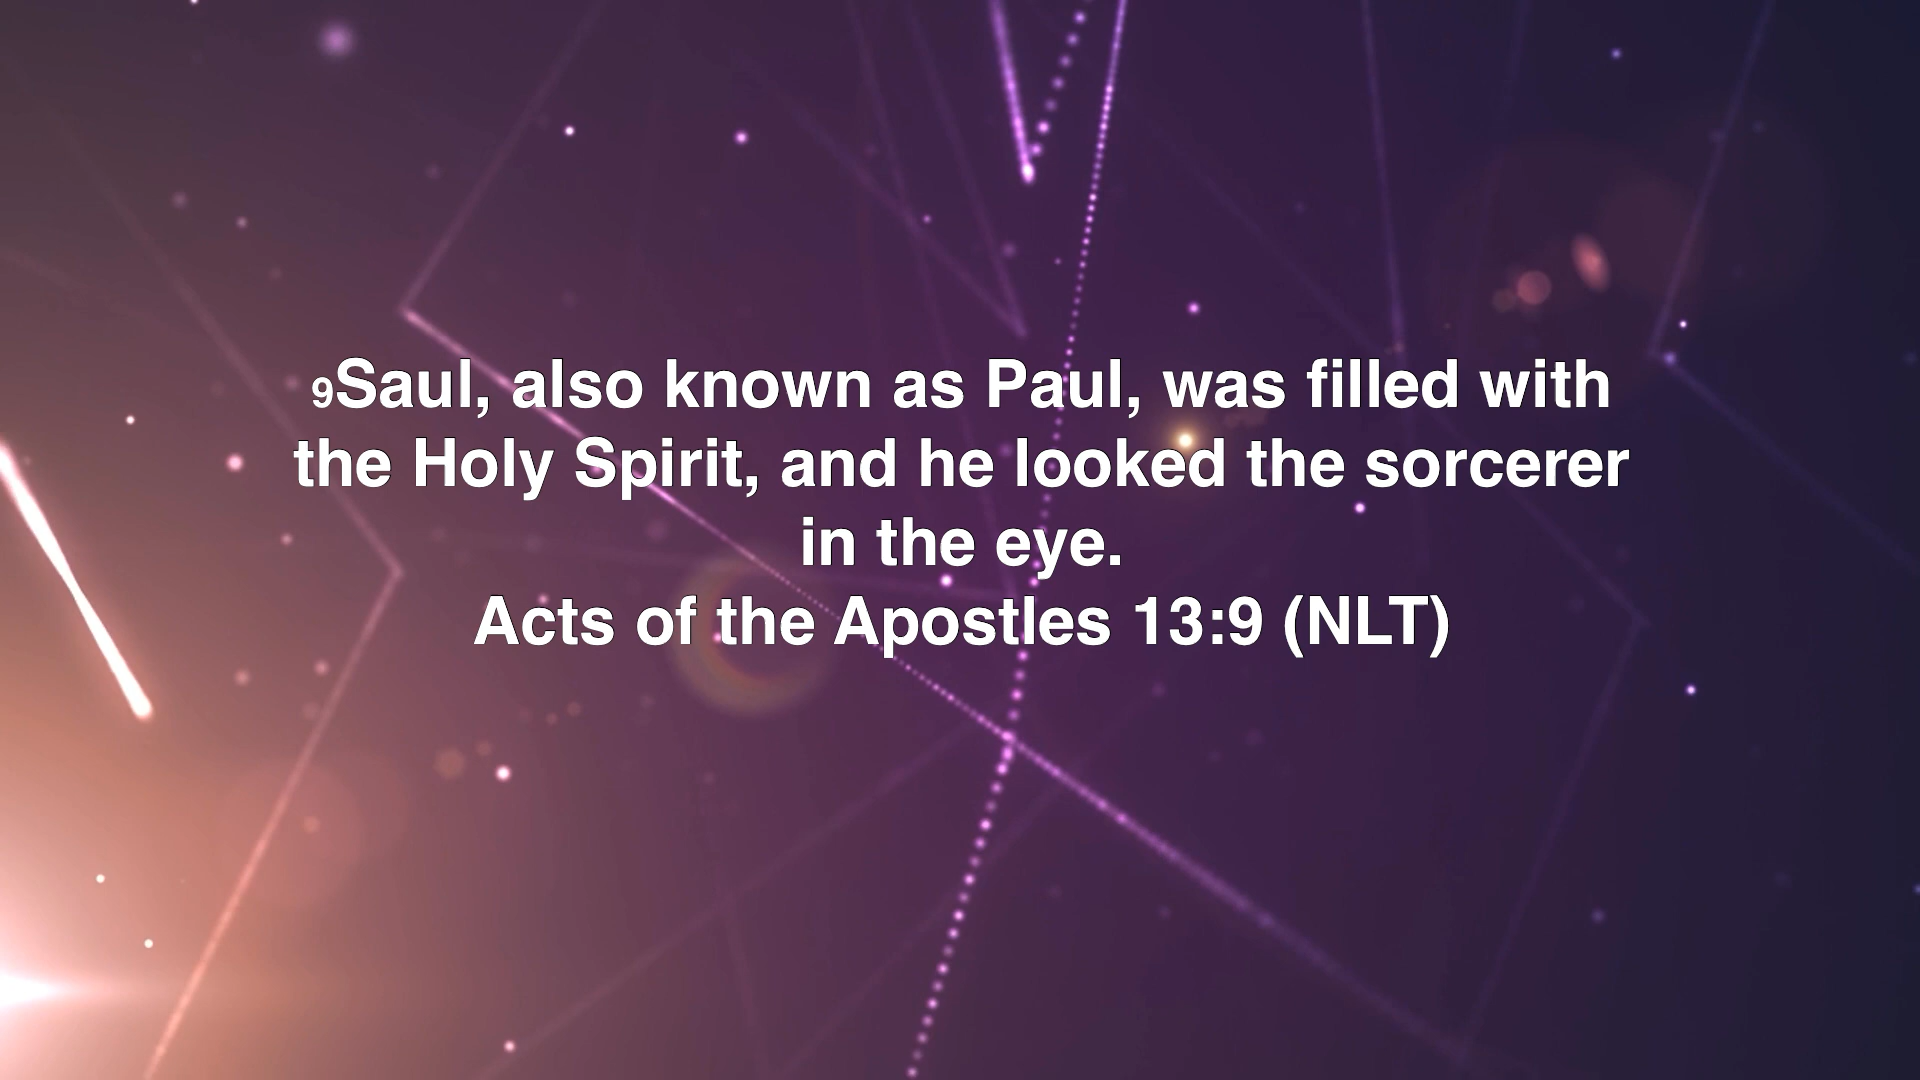 9Saul, also known as Paul, was filled with
the Holy Spirit, and he looked the sorcerer
in the eye.
Acts of the Apostles 13:9 (NLT)